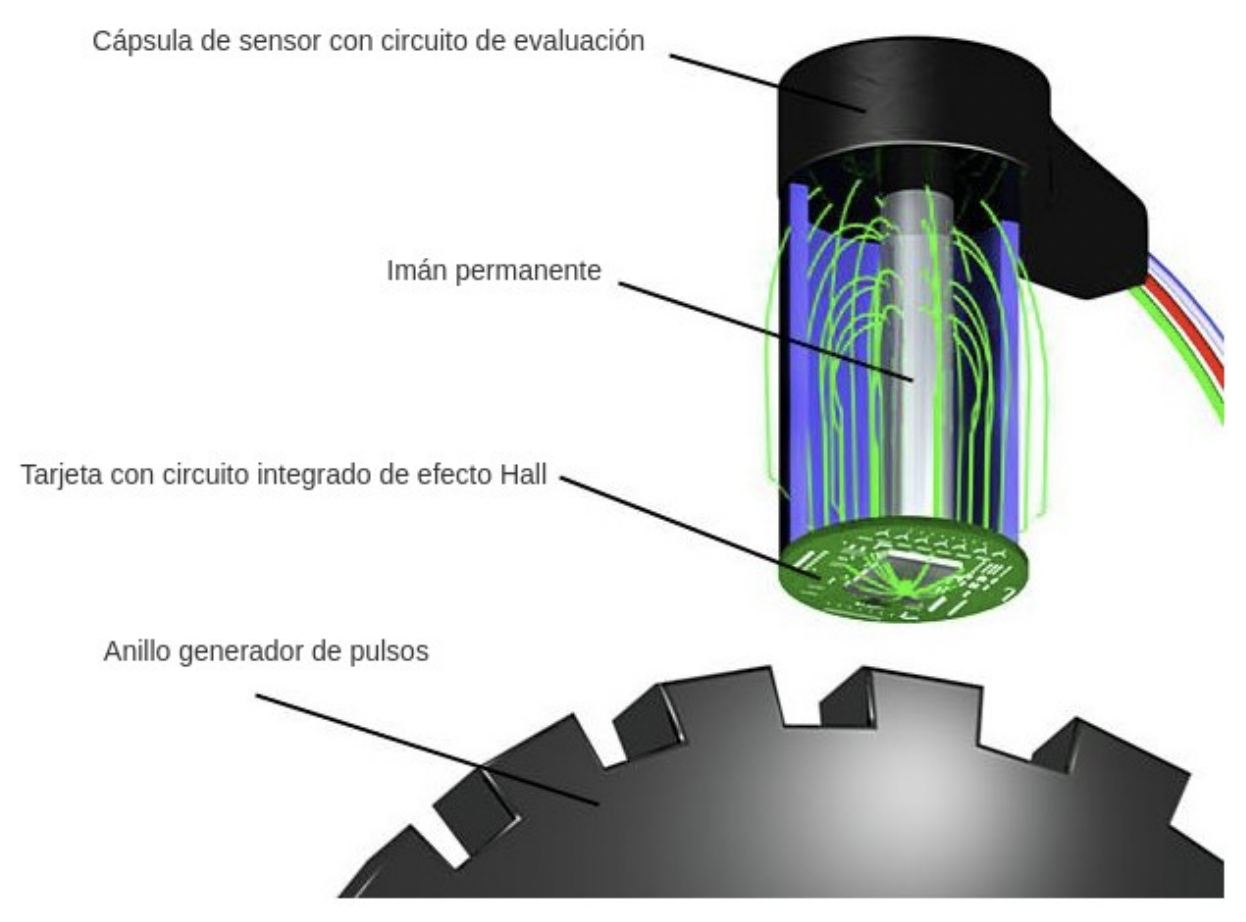 Cápsula de sensor con circuito de evaluación
Imán permanente
Tarjeta con circuito integrado de efecto Hall
Anillo generador de pulsos